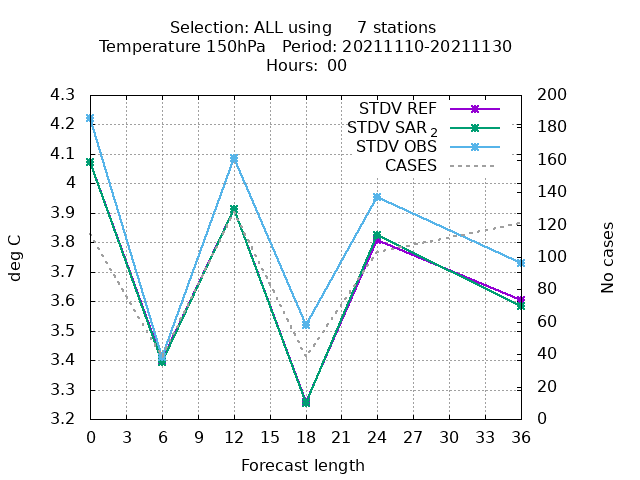 Selection: ALL using 7 stations
Temperature 150hPa Period: 20211110-20211130
Hours: 00
STDV REF
STDV SAR 2
STDV OBS
CASES
4.3
4.2
4.1
4
3.9
3.8
3.7
3.6
3.5
3.4
3.3
3.2
deg C
200
180
160
140
120
100
80
60
40
20
0
No cases
0 3 6 9 12 15 18 21 24 27 30 33 36
Forecast length